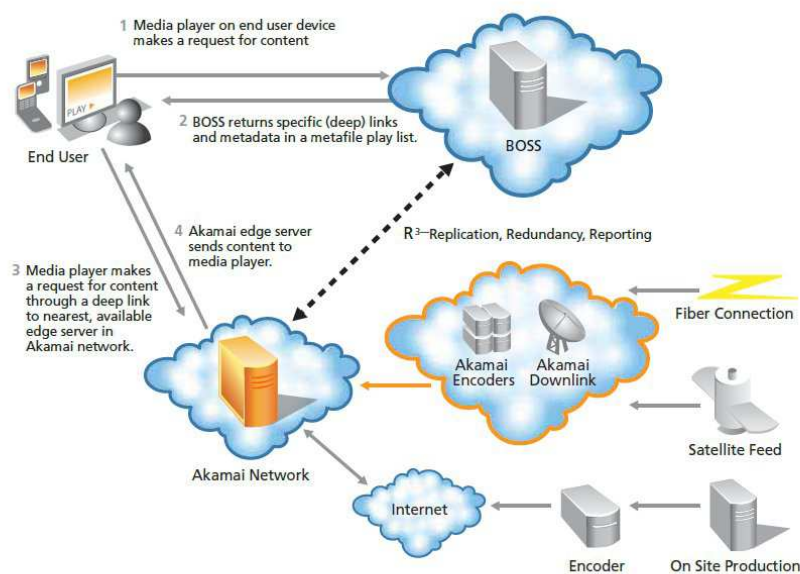 1 Media player on end user device
makes a request for content
PLAY
End User
2 BOSS returns specific (deep) links
and metadata in a metafile play list.
BOSS
4 Akamai edge server
sends content to
media player.
R3—Replication, Redundancy, Reporting
3 Media player makes
a request for content
through a deep link
to nearest, available
edge server in
Akamai network.
Fiber Connection
Akamai
Encoders
Akamai
Downlink
Satellite Feed
Akamai Network
Internet
Encoder
On Site Production